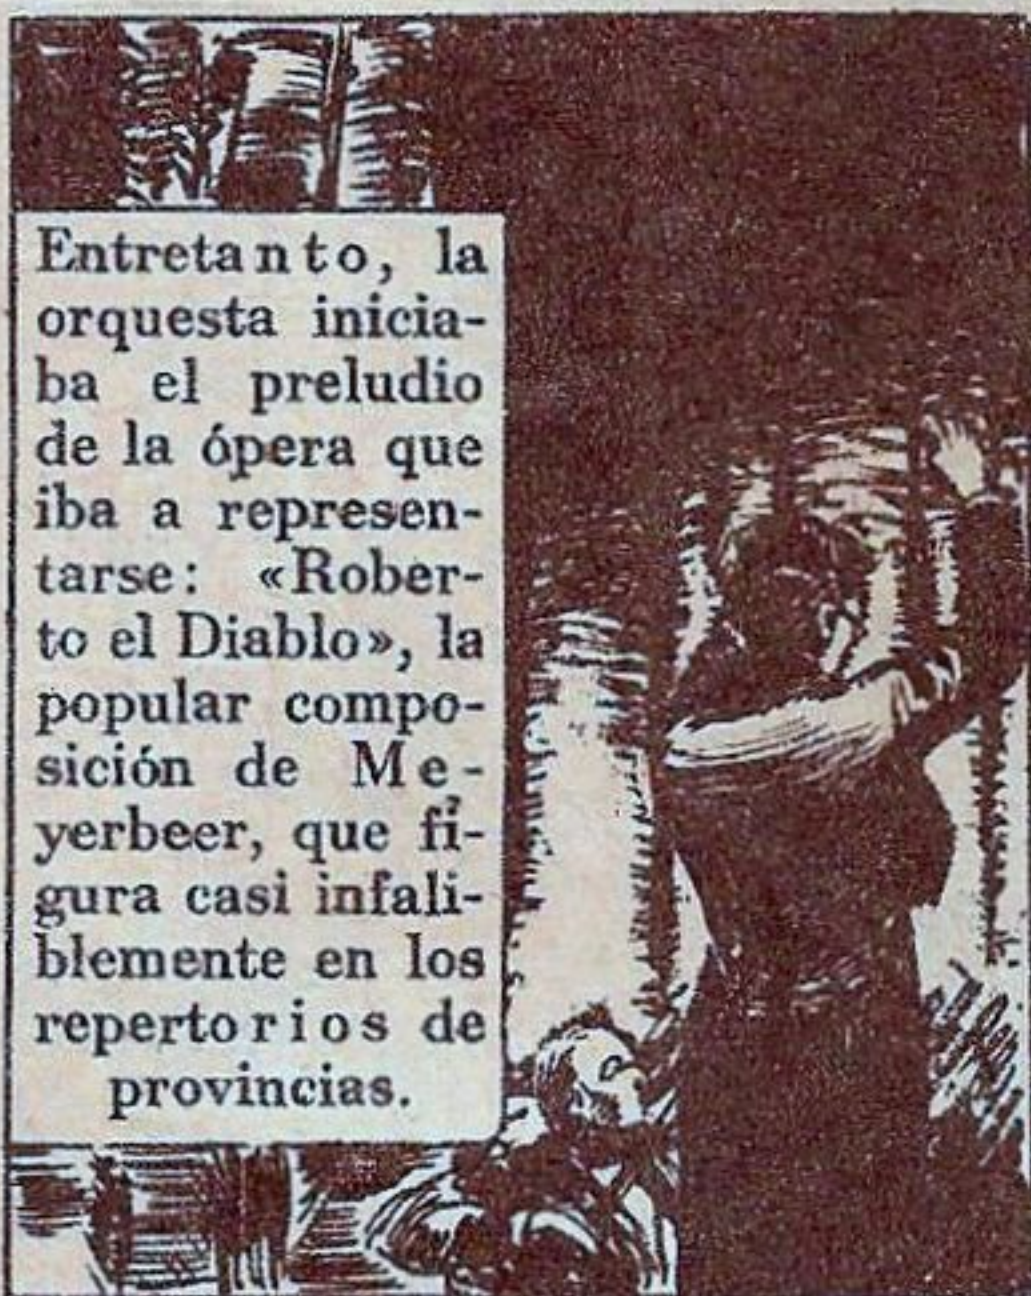 Entretanto, la
orquesta inicia-
ba el preludio
de la ópera que
iba a represen-
tarse: «Rober-
to el Diablo», la
popular compo-
sición de Me-
yerbeer, que fi-
gura casi infali-
blemente en los
repertorios de
provincias.